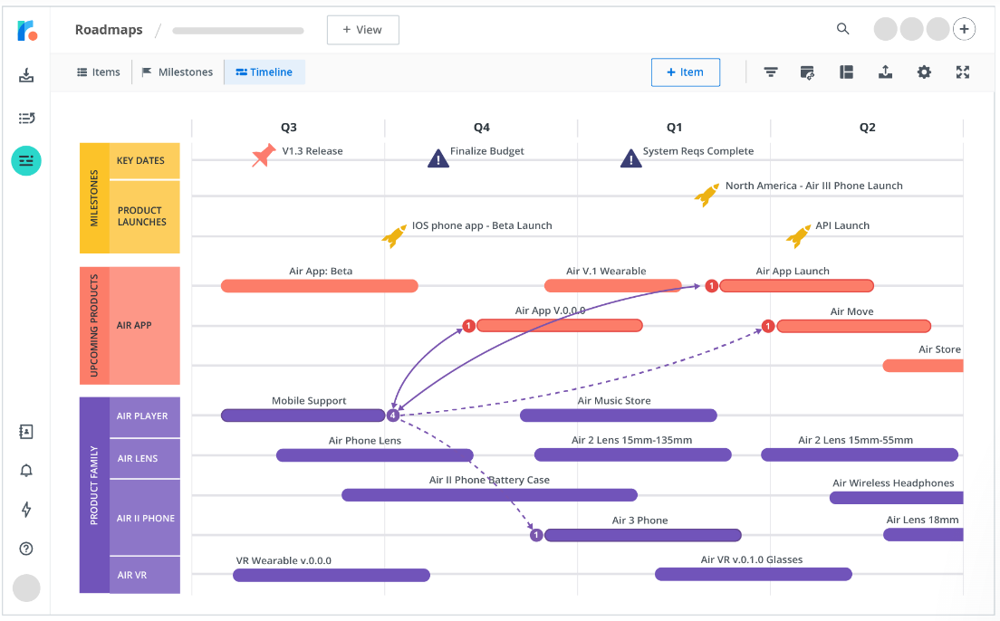 Roadmaps /
+ View
Items
Milestones
Timeline
+ Item
Q3 Q4 Q1 Q2
MILESTONES
KEY DATES
V1.3 Release
Finalize Budget
System Reqs Complete
PRODUCT
LAUNCHES
North America - Air III Phone Launch
IOS phone app - Beta Launch
API Launch
UPCOMING PRODUCTS
AIR APP
Air App: Beta
Air V.1 Wearable
1
Air App Launch
1
Air App V.0.0.0
1
Air Move
Air Store
PRODUCT FAMILY
AIR PLAYER
Mobile Support
4
Air Music Store
AIR LENS
Air Phone Lens
Air 2 Lens 15mm-135mm
Air 2 Lens 15mm-55mm
AIR II PHONE
Air II Phone Battery Case
Air Wireless Headphones
1
Air 3 Phone
Air Lens 18mm
AIR VR
VR Wearable v.0.0.0
Air VR v.0.1.0 Glasses